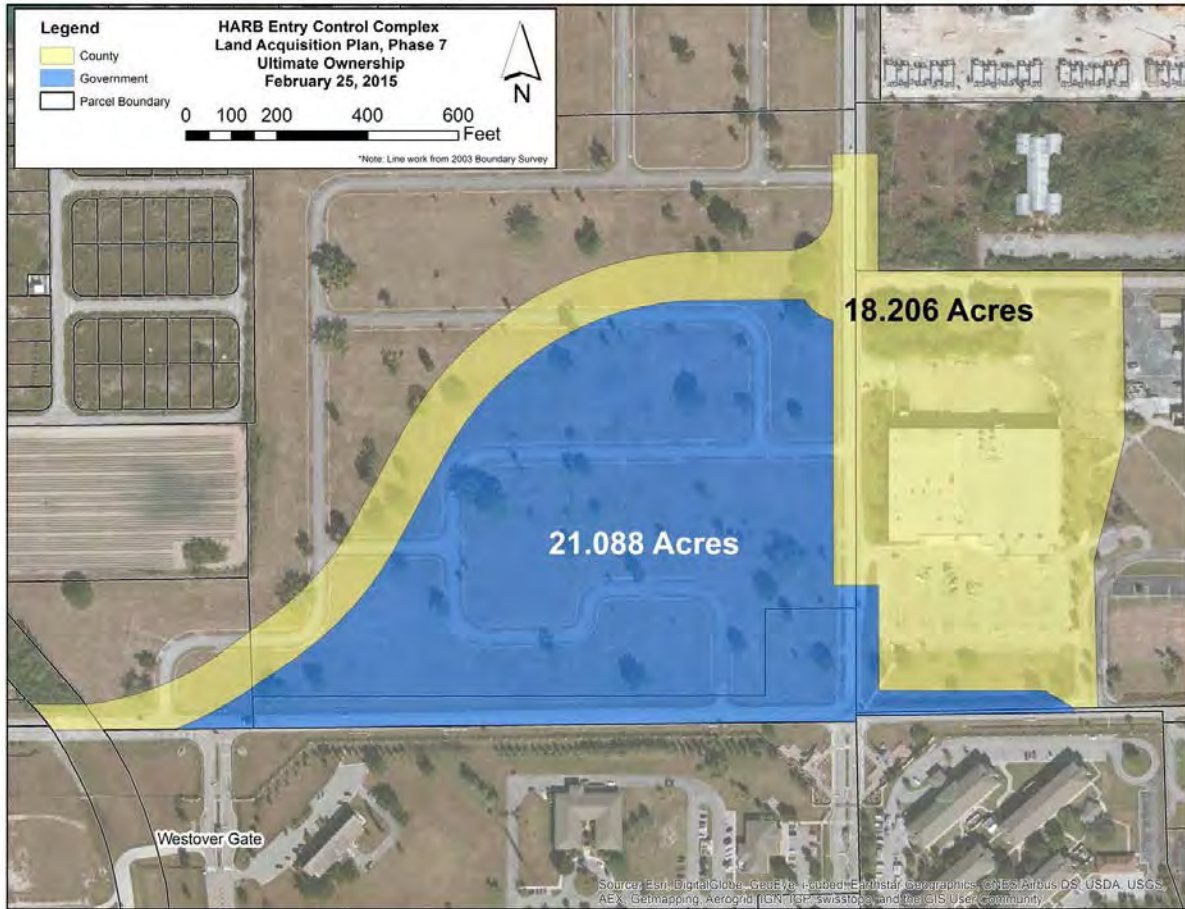 Legend
County
Government
Parcel Boundary
HARB Entry Control Complex
Land Acquisition Plan, Phase 7
Ultimate Ownership
February 25, 2015
N
0 100 200 400 600
Feet
*Note: Line work from 2003 Boundary Survey
18.206 Acres
21.088 Acres
Westover Gate
Source: Esri, DigitalGlobe, GeoEye, i-cubed, Earthstar Geographics, CNES/Airbus DS, USDA, USGS,
AEX, Getmapping, Aerogrid, IGN, IGP, swisstopo, and the GIS User Community